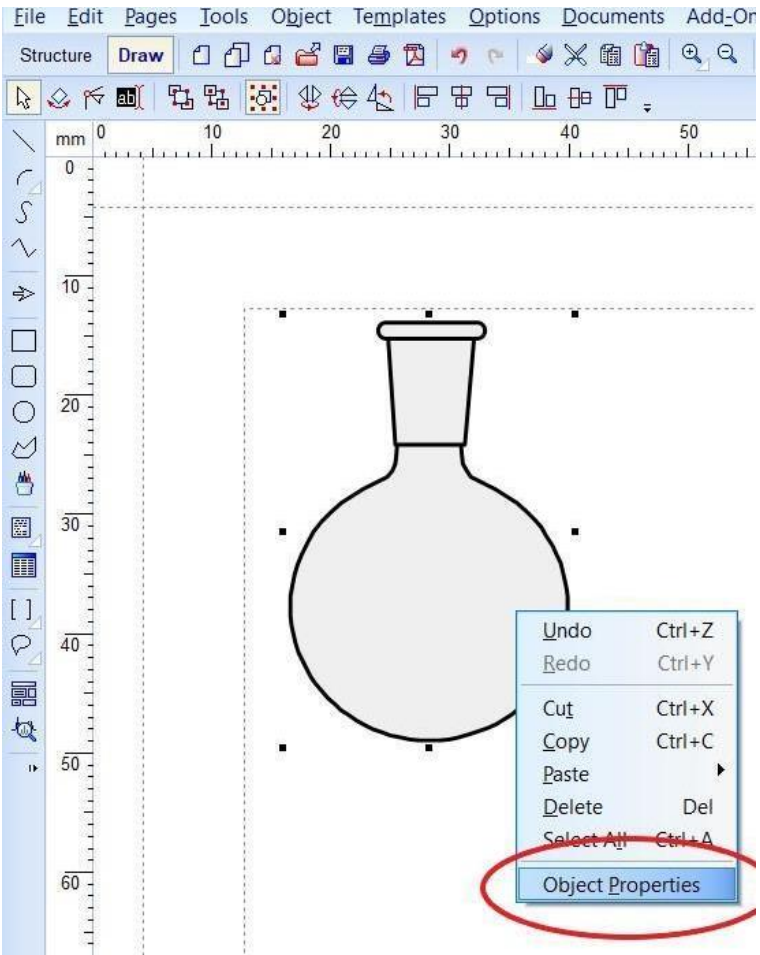 File Edit Pages Tools Object Templates Options Documents Add-On
Structure Draw
ab
mm 0 10 20 30 40 50
0
10
20
30
40
50
60
Undo Ctrl+Z
Redo Ctrl+Y
Cut Ctrl+X
Copy Ctrl+C
Paste
Delete Del
Select All Ctrl+A
Object Properties